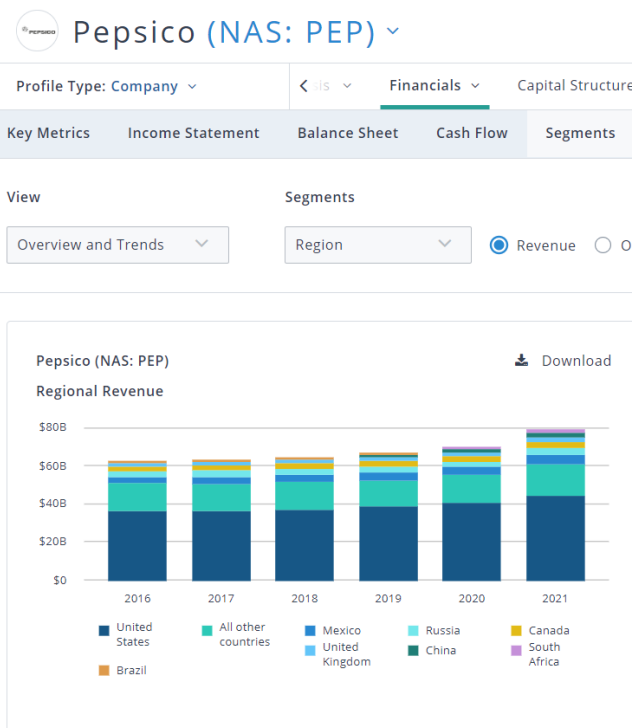 PEPSICO
Pepsico (NAS: PEP)
Profile Type: Company
is
Financials
Capital Structure
Key Metrics
Income Statement
Balance Sheet
Cash Flow
Segments
View
Segments
Overview and Trends
Region
Revenue
O
Pepsico (NAS: PEP)
Download
Regional Revenue
$80B
$60B
$40B
$20B
$0
2016
2017
2018
2019
2020
2021
United
States
All other
countries
Mexico
Russia
Canada
United
Kingdom
China
South
Africa
Brazil